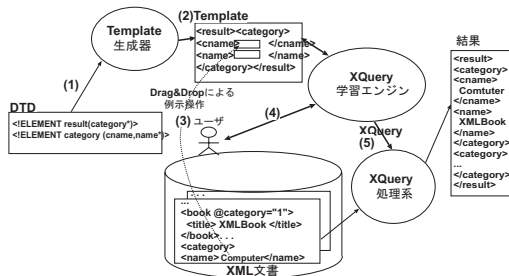 (2)Template
Template
生成器
<result><category>
<cname> </cname>
<name> </name>
</category></result>
(1)
DTD
<!ELEMENT result(category*)>
<!ELEMENT category (cname,name*)>
Drag&Dropによる
例示操作
(3) ユーザ
(4)
XQuery
学習エンジン
XQuery
(5)
XQuery
処理系
結果
<result>
<category>
<cname>
Comtuter
</cname>
<name>
XMLBook
</name>
</category>
<category>
...
</category>
</result>
. . .
...
<book @category="1">
<title> XMLBook </title>
</book>. . .
<category>
<name> Computer</name>
XML文書